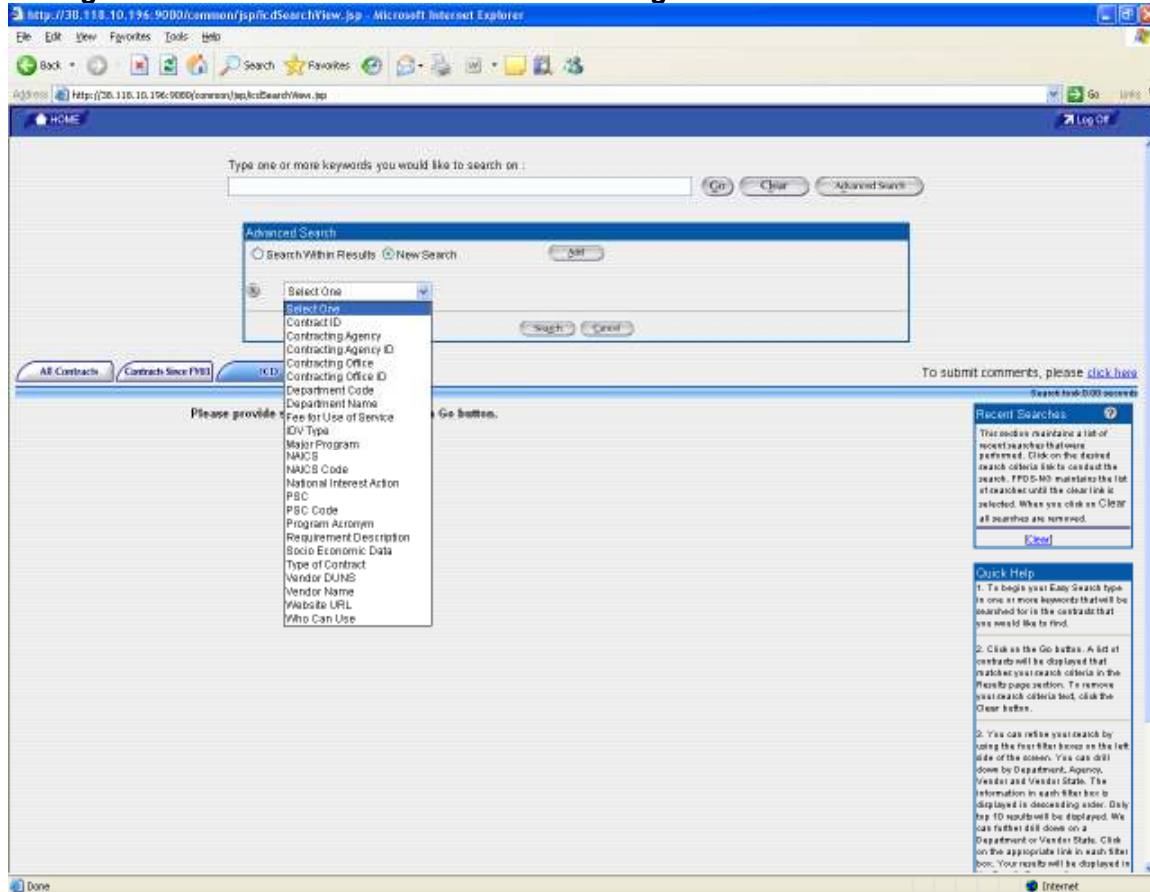 http://38.118.10.196:9080/common/jsp/IcdSearchView.jsp - Microsoft Internet Explorer
File Edit View Favorites Tools Help
Back Search Favorites
Address http://38.118.10.196:9080/common/jsp/IcdSearchView.jsp Go Links
HOME Log Off
Type one or more keywords you would like to search on :
Go Clear Advanced Search
Advanced Search
Search Within Results New Search Add
Select One
Select One
Contract ID
Contracting Agency
Contracting Agency ID
Contracting Office
Contracting Office ID
Department Code
Department Name
Fee for Use of Service
IDV Type
Major Program
NAICS
NAICS Code
National Interest Action
PSC
PSC Code
Program Acronym
Requirement Description
Socio Economic Data
Type of Contract
Vendor DUNS
Vendor Name
Website URL
Who Can Use
Search Cancel
All Contracts Contracts Since FY03 ICD
To submit comments, please click here
Search took 0.00 seconds
Please provide Go button.
Recent Searches ?
This section maintains a list of
recent searches that were
performed. Click on the desired
search criteria link to conduct the
search. FPDS-NG maintains the list
of searches until the clear link is
selected. When you click on Clear
all searches are removed.
[Clear]
Quick Help
1. To begin your Easy Search type
in one or more keywords that will be
searched for in the contracts that
you would like to find.
2. Click on the Go button. A list of
contracts will be displayed that
matches your search criteria in the
Results page section. To remove
your search criteria text, click the
Clear button.
3. You can refine your search by
using the four filter boxes on the left
side of the screen. You can drill
down by Department, Agency,
Vendor and Vendor State. The
information in each filter box is
displayed in descending order. Only
top 10 results will be displayed. We
can futher drill down on a
Department or Vendor State. Click
on the appropriate link in each filter
box. Your results will be displayed in
Done Internet